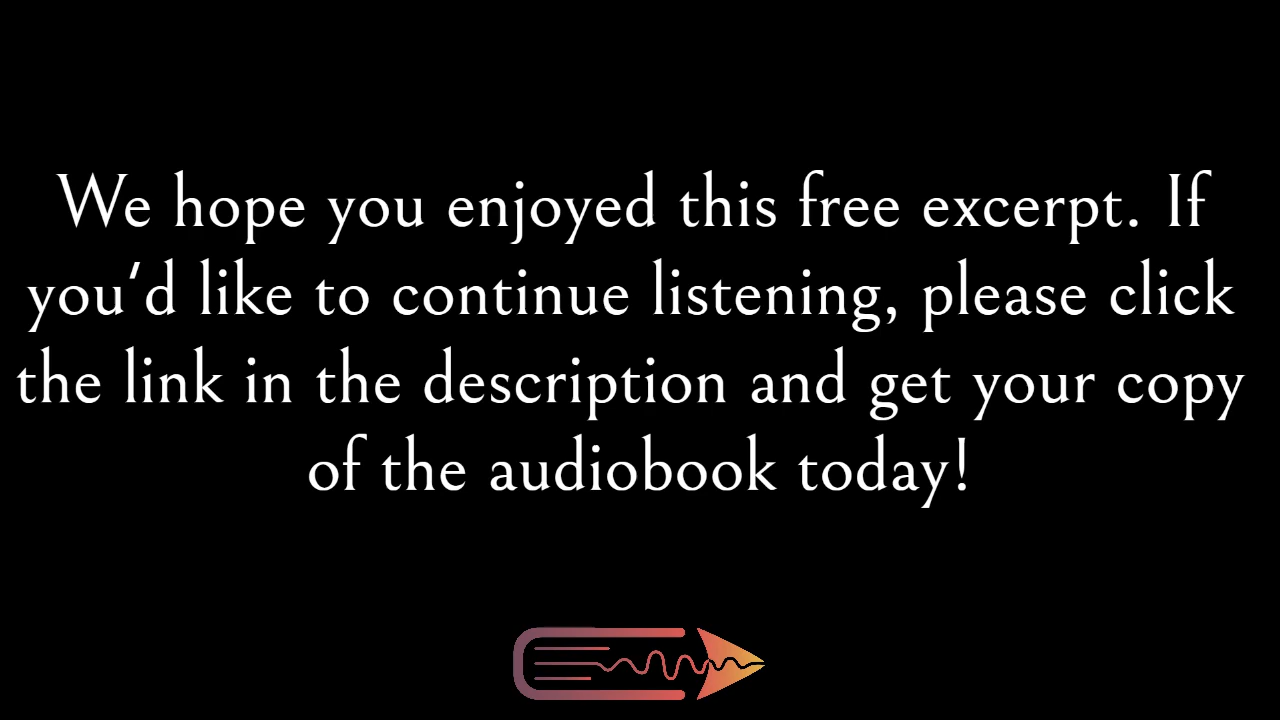 We hope you enjoyed this free excerpt. If
you'd like to continue listening, please click
the link in the description and get your copy
of the audiobook today!